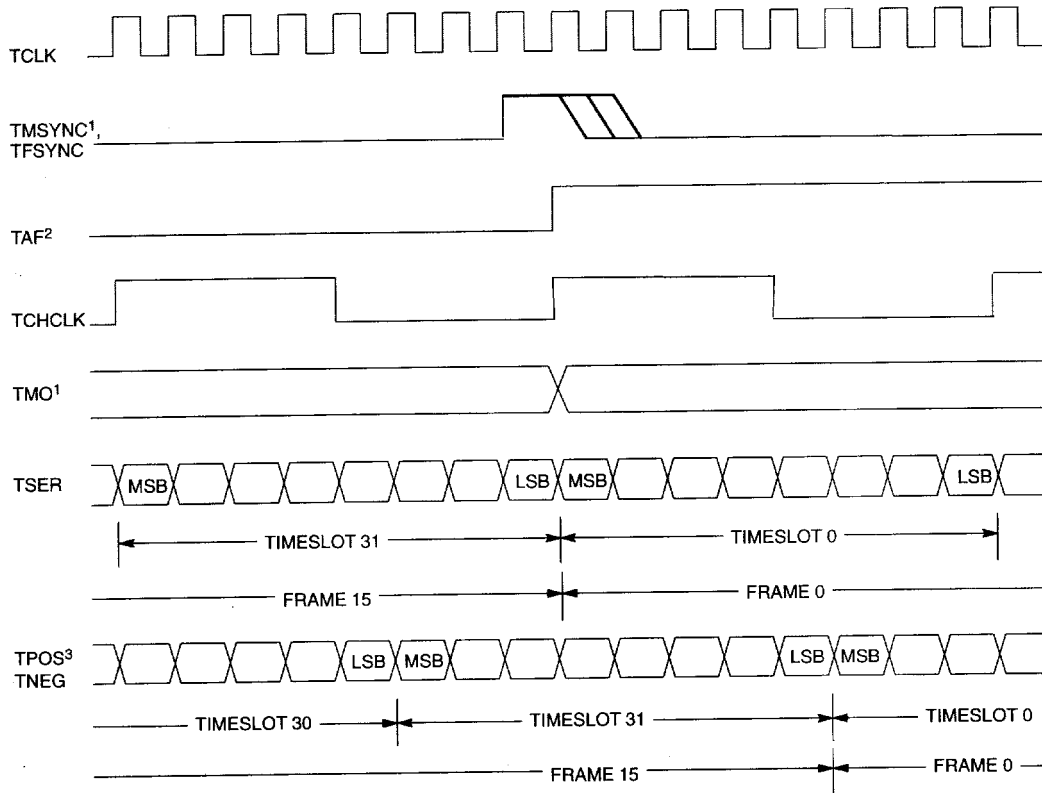 TCLK
TMSYNC1,
TFSYNC
TAF2
TCHCLK
TMO1
TSER MSB LSB MSB LSB
TIMESLOT 31 TIMESLOT 0
FRAME 15 FRAME 0
TPOS3 LSB MSB LSB MSB
TNEG
TIMESLOT 30 TIMESLOT 31 TIMESLOT 0
FRAME 15 FRAME 0